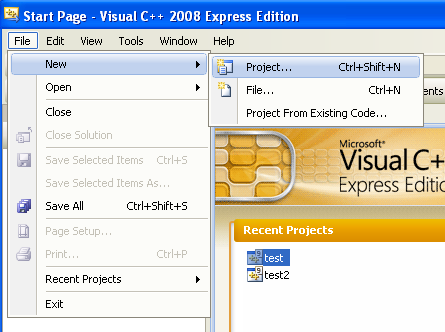 Start Page - Visual C++ 2008 Express Edition
File Edit View Tools Window Help
New
Open
Close
Close Solution
Save Selected Items Ctrl+S
Save Selected Items As...
Save All Ctrl+Shift+S
Page Setup...
Print... Ctrl+P
Recent Projects
Exit
Project... Ctrl+Shift+N
File... Ctrl+N
Project From Existing Code...
Microsoft®
Visual C+
Express Edition
Recent Projects
test
test2